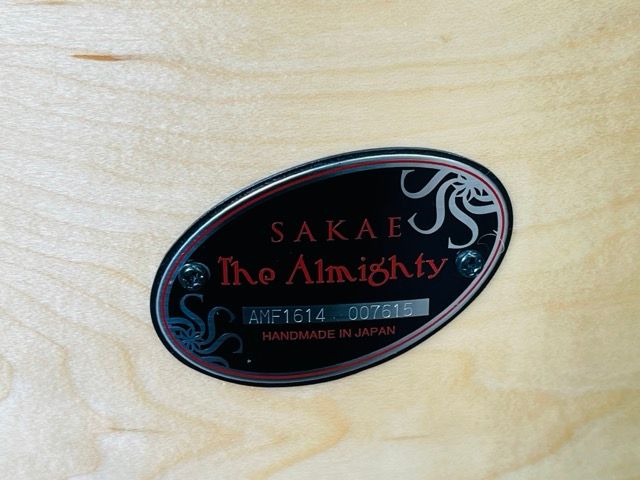 SAKAE
The Almighty
AMF1614 007615
HANDMADE IN JAPAN